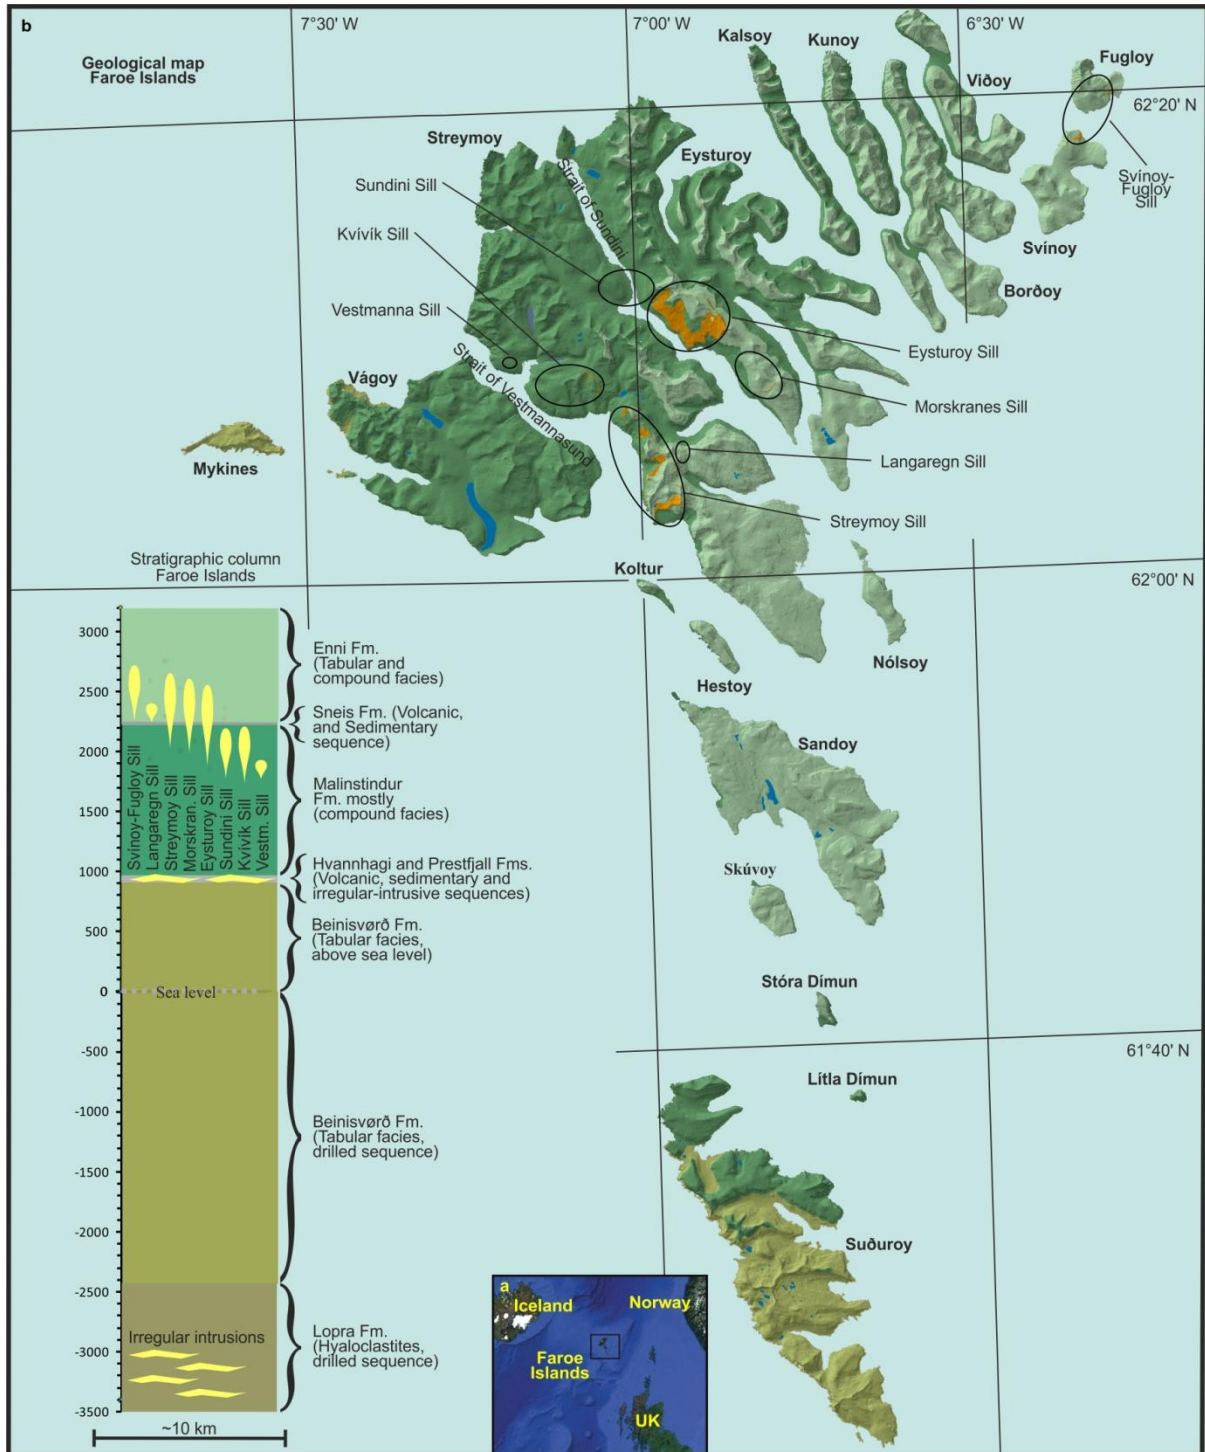 b
7°30' W
7°00' W
6°30' W
Geological map
Faroe Islands
Kalsoy
Kunoy
Viðoy
Fugloy
62°20' N
Streymoy
Strait of Sundini
Eysturoy
Sundini Sill
Svínoy-
Fugloy
Sill
Kvívík Sill
Svínoy
Vestmanna Sill
Borðoy
Strait of Vestmannasund
Eysturoy Sill
Vágoy
Morskranes Sill
Mykines
Langaregn Sill
Streymoy Sill
Stratigraphic column
Faroe Islands
Koltur
62°00' N
Nólsoy
Hestoy
Sandoy
Skúvoy
Stóra Dímun
61°40' N
Lítla Dímun
Suðuroy
3000
2500
2000
1500
1000
500
0
-500
-1000
-1500
-2000
-2500
-3000
-3500
Svinoy-Fugloy Sill
Langaregn Sill
Streymoy Sill
Morskran. Sill
Eysturoy Sill
Sundini Sill
Kvívík Sill
Vestm. Sill
Sea level
Irregular intrusions
~10 km
Enni Fm.
(Tabular and
compound facies)
Sneis Fm. (Volcanic,
and Sedimentary
sequence)
Malinstindur
Fm. mostly
(compound facies)
Hvannhagi and Prestfjall Fms.
(Volcanic, sedimentary and
irregular-intrusive sequences)
Beinisvørð Fm.
(Tabular facies,
above sea level)
Beinisvørð Fm.
(Tabular facies,
drilled sequence)
Lopra Fm.
(Hyaloclastites,
drilled sequence)
a
Iceland
Norway
Faroe
Islands
UK